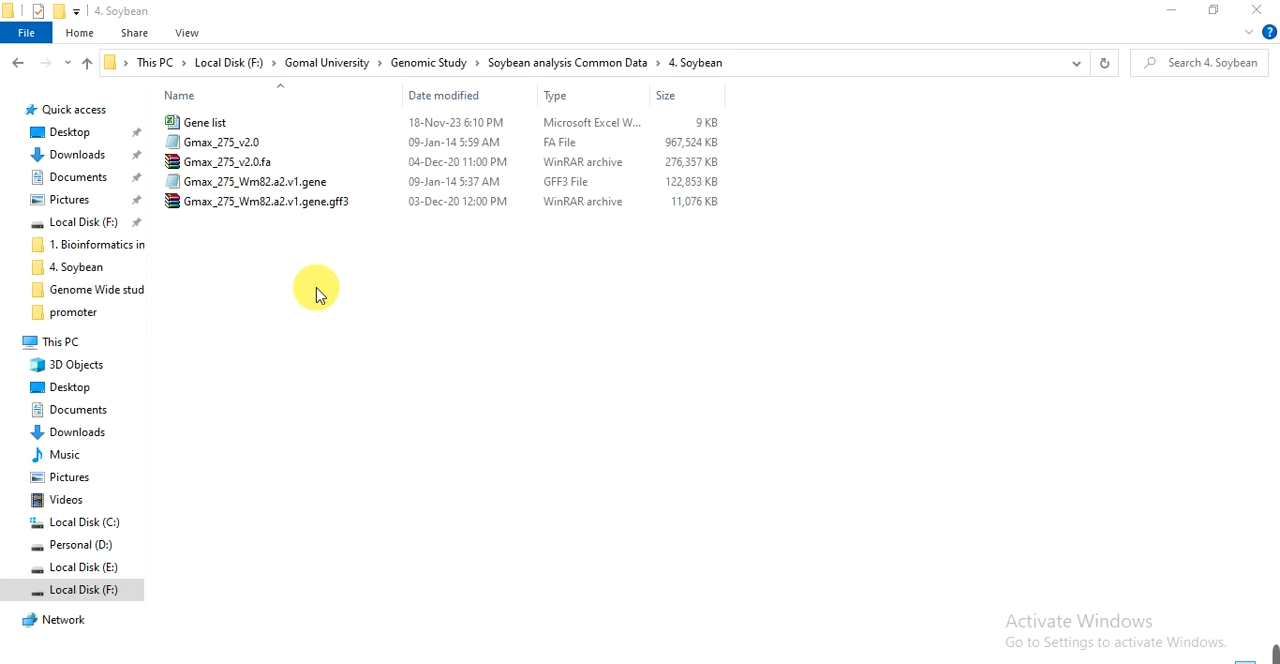 4. Soybean
File Home Share View
This PC Local Disk (F:) Gomal University Genomic Study Soybean analysis Common Data 4. Soybean
Search 4. Soybean
Name Date modified Type Size
Gene list 18-Nov-23 6:10 PM Microsoft Excel W... 9 KB
Gmax_275_v2.0 09-Jan-14 5:59 AM FA File 967,524 KB
Gmax_275_v2.0.fa 04-Dec-20 11:00 PM WinRAR archive 276,357 KB
Gmax_275_Wm82.a2.v1.gene 09-Jan-14 5:37 AM GFF3 File 122,853 KB
Gmax_275_Wm82.a2.v1.gene.gff3 03-Dec-20 12:00 PM WinRAR archive 11,076 KB
Quick access
Desktop
Downloads
Documents
Pictures
Local Disk (F:)
1. Bioinformatics in
4. Soybean
Genome Wide stud
promoter
This PC
3D Objects
Desktop
Documents
Downloads
Music
Pictures
Videos
Local Disk (C:)
Personal (D:)
Local Disk (E:)
Local Disk (F:)
Network
Activate Windows
Go to Settings to activate Windows.